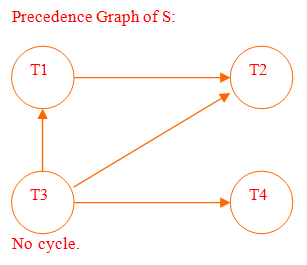 Precedence Graph of S:
T1
T2
T3
T4
No cycle.